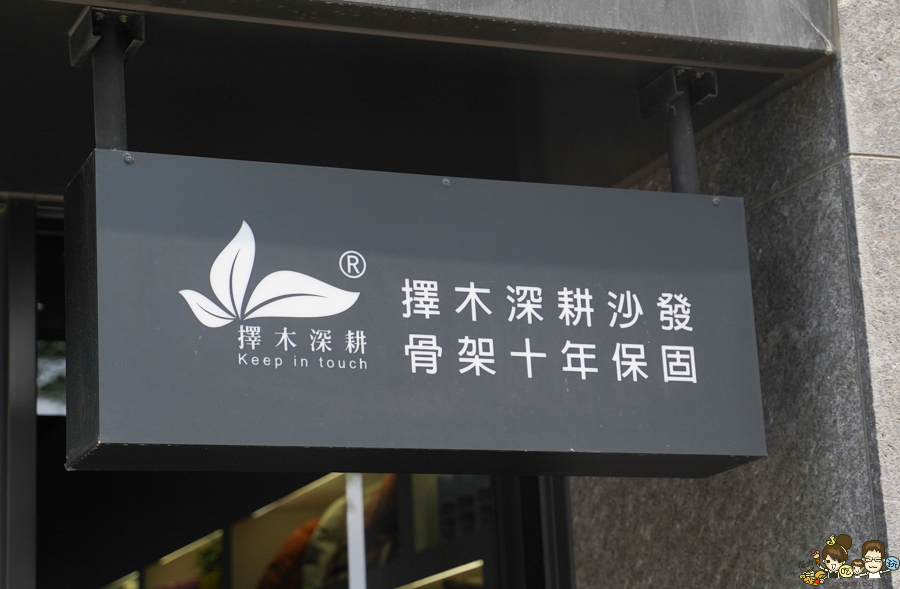 ®
擇木深耕
Keep in touch
擇木深耕沙發
骨架十年保固